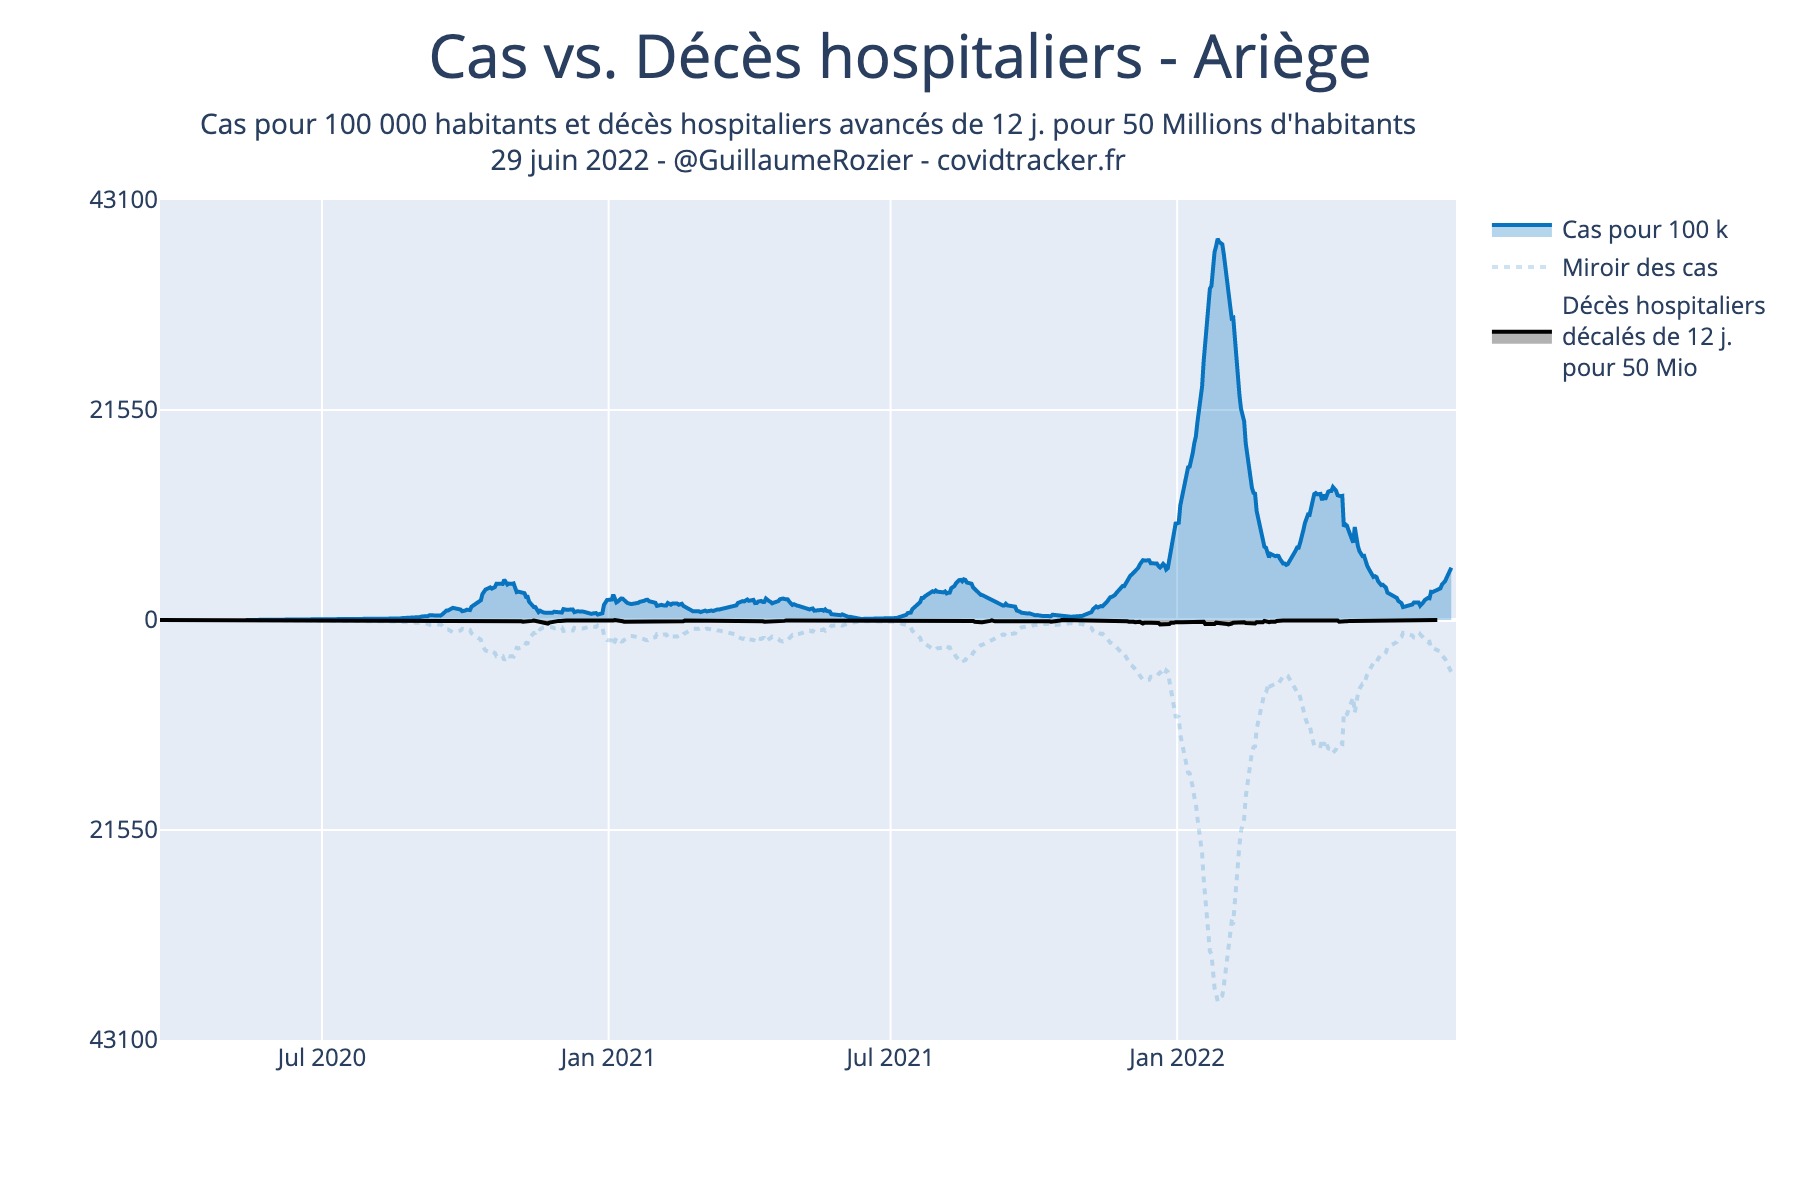 Cas vs. Décès hospitaliers - Ariège
Cas pour 100 000 habitants et décès hospitaliers avancés de 12 j. pour 50 Millions d'habitants
29 juin 2022 - @GuillaumeRozier - covidtracker.fr
43100
21550
0
21550
43100
Jul 2020
Jan 2021
Jul 2021
Jan 2022
Cas pour 100 k
Miroir des cas
Décès hospitaliers
décalés de 12 j.
pour 50 Mio